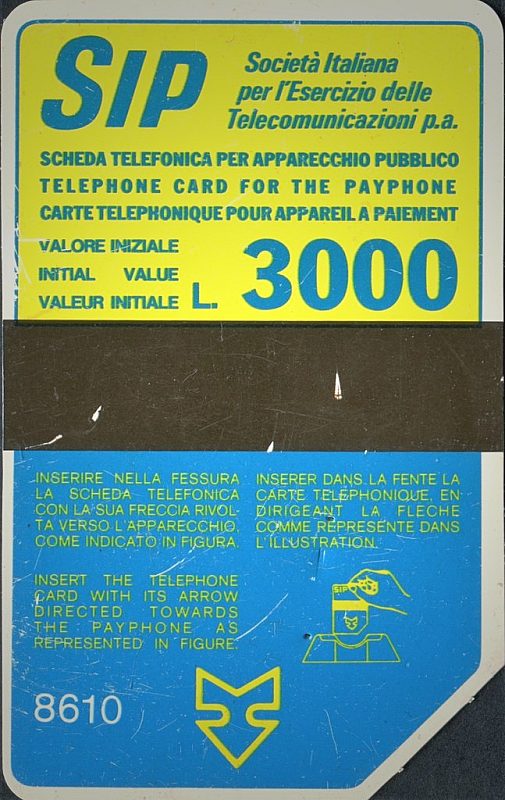 SIP
Società Italiana
per l'Esercizio delle
Telecomunicazioni p.a.
SCHEDA TELEFONICA PER APPARECCHIO PUBBLICO
TELEPHONE CARD FOR THE PAYPHONE
CARTE TELEPHONIQUE POUR APPAREIL A PAIEMENT
VALORE INIZIALE
INITIAL VALUE
VALEUR INITIALE L. 3000
INSERIRE NELLA FESSURA
LA SCHEDA TELEFONICA
CON LA SUA FRECCIA RIVOL-
TA VERSO L'APPARECCHIO,
COME INDICATO IN FIGURA.
INSERER DANS LA FENTE LA
CARTE TELEPHONIQUE, EN
DIRIGEANT LA FLECHE
COMME REPRESENTE DANS
L'ILLUSTRATION.
INSERT THE TELEPHONE
CARD WITH ITS ARROW
DIRECTED TOWARDS
THE PAYPHONE AS
REPRESENTED IN FIGURE.
SIP
8610